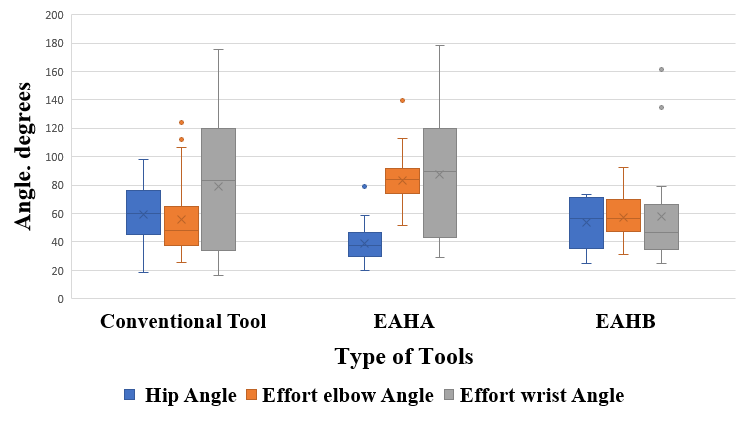 200
180
160
140
120
100
80
60
40
20
0
Angle. degrees
Conventional Tool EAHA EAHB
Type of Tools
Hip Angle Effort elbow Angle Effort wrist Angle